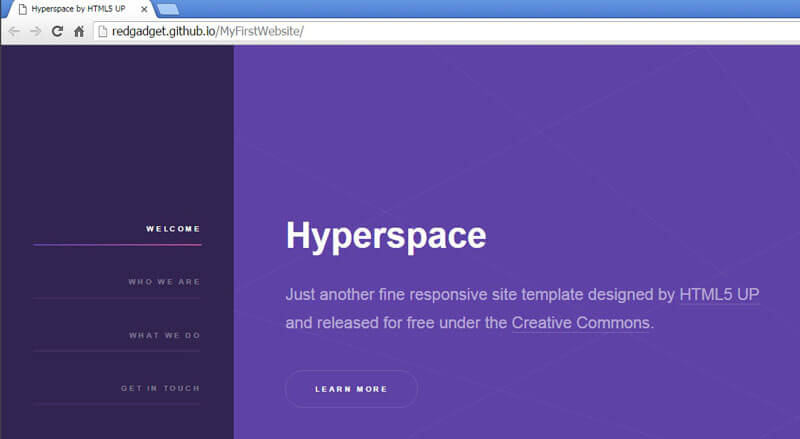 Hyperspace by HTML5 UP
redgadget.github.io/MyFirstWebsite/
WELCOME
WHO WE ARE
WHAT WE DO
GET IN TOUCH
Hyperspace
Just another fine responsive site template designed by HTML5 UP
and released for free under the Creative Commons.
LEARN MORE